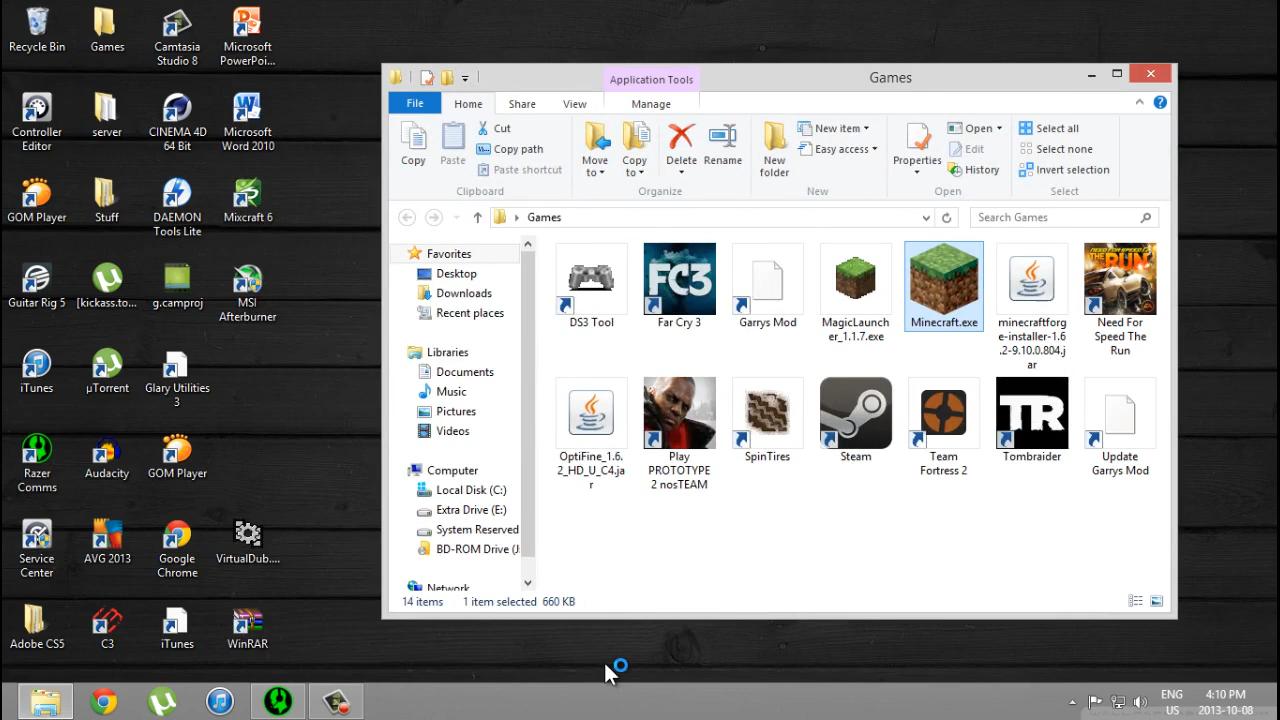 Recycle Bin
Games
Camtasia
Studio 8
Microsoft
PowerPoi...
Controller
Editor
server
CINEMA 4D
64 Bit
Microsoft
Word 2010
GOM Player
Stuff
DAEMON
Tools Lite
Mixcraft 6
Guitar Rig 5
[kickass.to...
g.camproj
MSI
Afterburner
iTunes
µTorrent
Glary Utilities
3
Razer
Comms
Audacity
GOM Player
Service
Center
AVG 2013
Google
Chrome
VirtualDub....
Adobe CS5
C3
iTunes
WinRAR
Application Tools
Games
File
Home
Share
View
Manage
Copy
Paste
Cut
Copy path
Paste shortcut
Clipboard
Move
to
Copy
to
Delete
Rename
Organize
New
folder
New item
Easy access
New
Properties
Open
Edit
History
Open
Select all
Select none
Invert selection
Select
Games
Search Games
Favorites
Desktop
Downloads
Recent places
Libraries
Documents
Music
Pictures
Videos
Computer
Local Disk (C:)
Extra Drive (E:)
System Reserved
BD-ROM Drive (J:
Network
DS3 Tool
FC3
Far Cry 3
Garrys Mod
MagicLaunch
er_1.1.7.exe
Minecraft.exe
minecraftforg
e-installer-1.6
.2-9.10.0.804.j
ar
NEED FOR SPEED
THE RUN
Need For
Speed The
Run
OptiFine_1.6.
2_HD_U_C4.ja
r
Play
PROTOTYPE
2 nosTEAM
SpinTires
Steam
Team
Fortress 2
TR
Tombraider
Update
Garrys Mod
14 items
1 item selected 660 KB
ENG
US
4:10 PM
2013-10-08